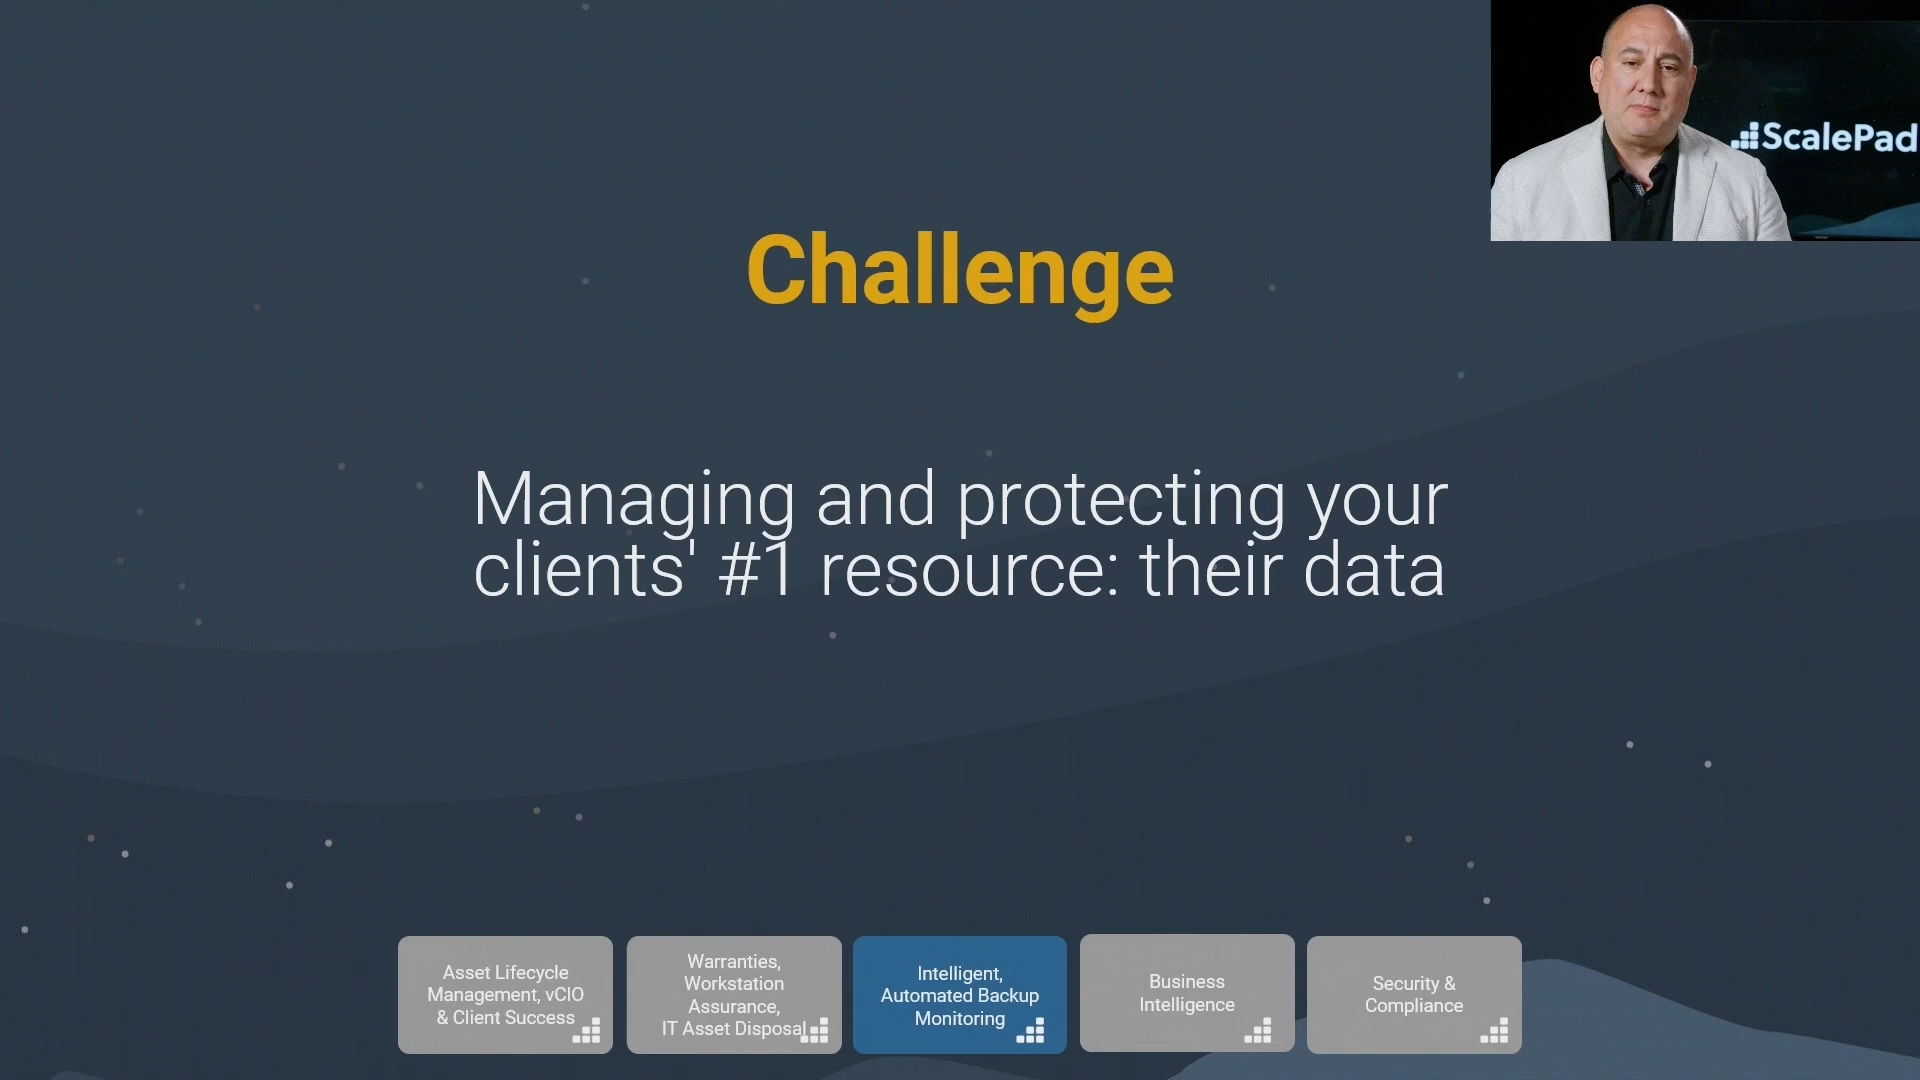 ScalePad
Challenge
Managing and protecting your
clients' #1 resource: their data
Asset Lifecycle
Management, vCIO
& Client Success
Warranties,
Workstation
Assurance,
IT Asset Disposal
Intelligent,
Automated Backup
Monitoring
Business
Intelligence
Security &
Compliance